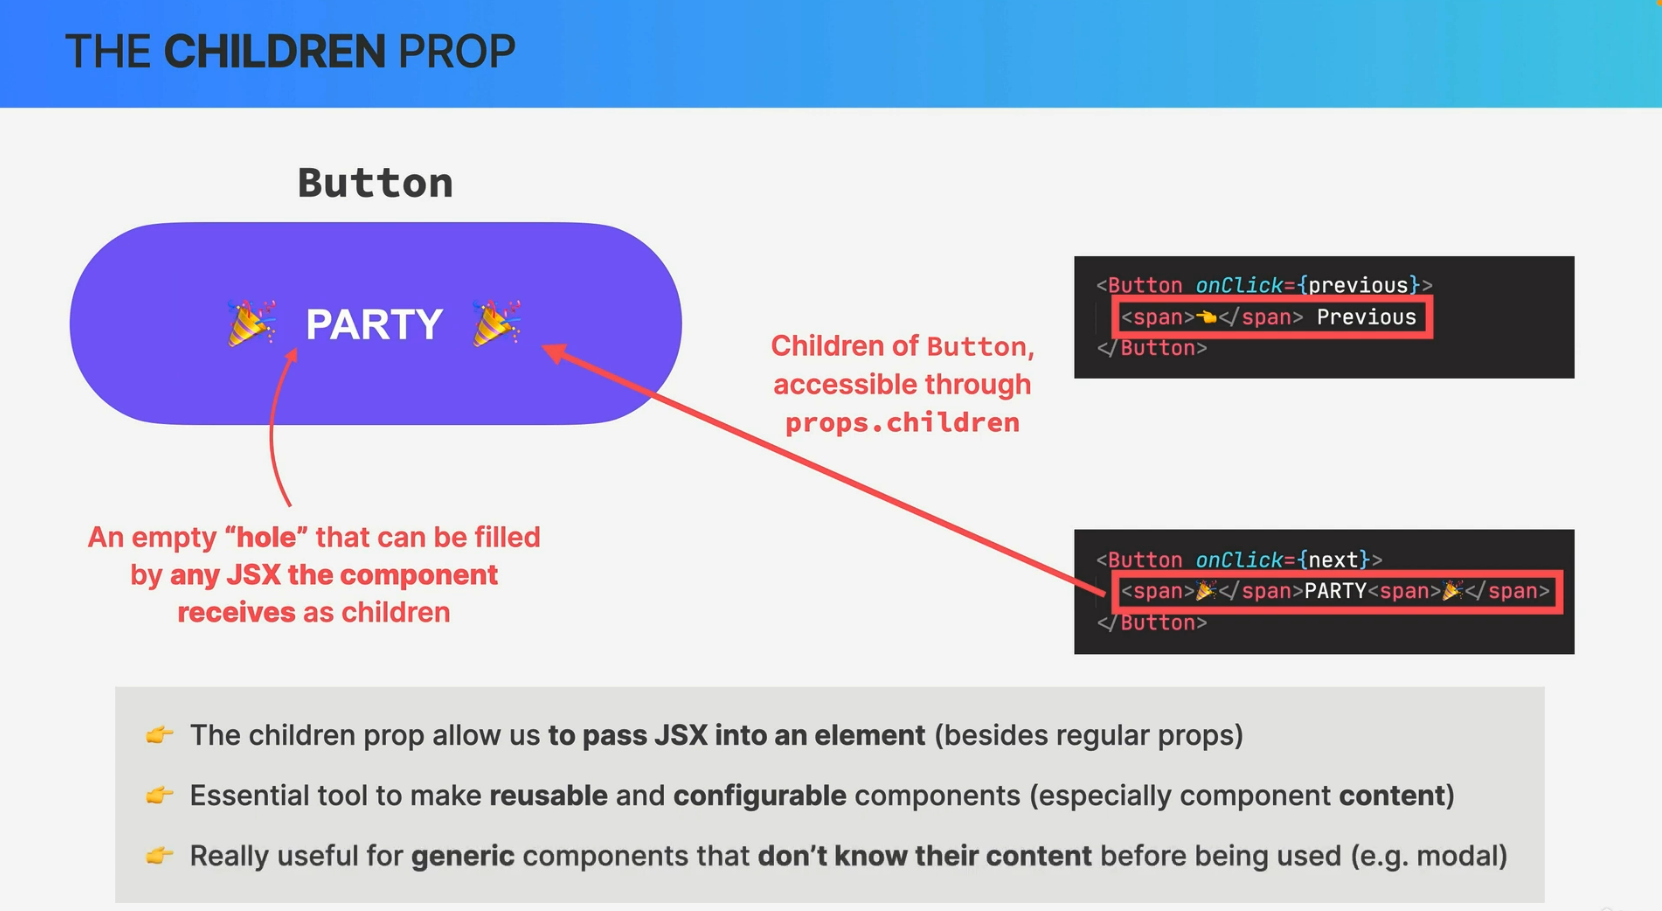 THE CHILDREN PROP
Button
🎉 PARTY 🎉
An empty “hole” that can be filled
by any JSX the component
receives as children
Children of Button,
accessible through
props.children
<Button onClick={previous}>
<span>👈</span> Previous
</Button>
<Button onClick={next}>
<span>🎉</span>PARTY<span>🎉</span>
</Button>
👉 The children prop allow us to pass JSX into an element (besides regular props)
👉 Essential tool to make reusable and configurable components (especially component content)
👉 Really useful for generic components that don’t know their content before being used (e.g. modal)